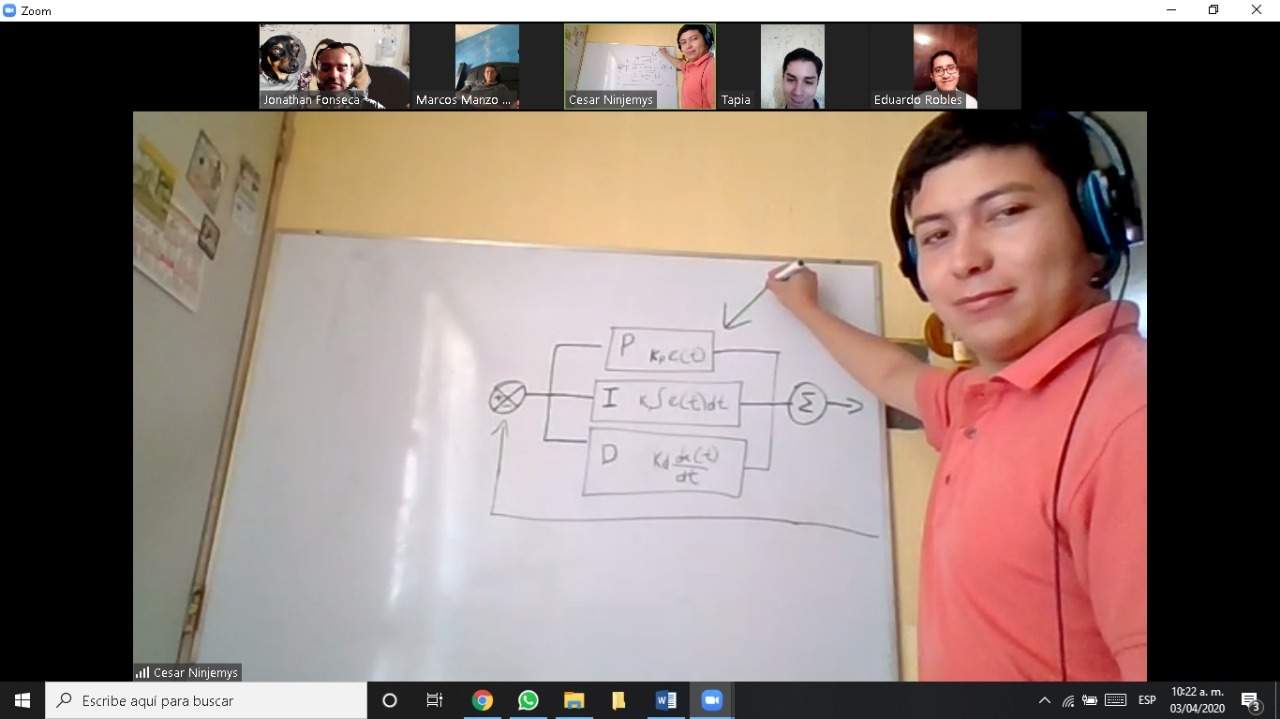 Zoom
Jonathan Fonseca
Marcos Manzo ...
Cesar Ninjemys
Tapia
Eduardo Robles
P Kₚe(t)
I K∫e(t)dt
Σ
D Kd de(t)/dt
+
-
Cesar Ninjemys
Escribe aquí para buscar
ESP
10:22 a. m.
03/04/2020
3